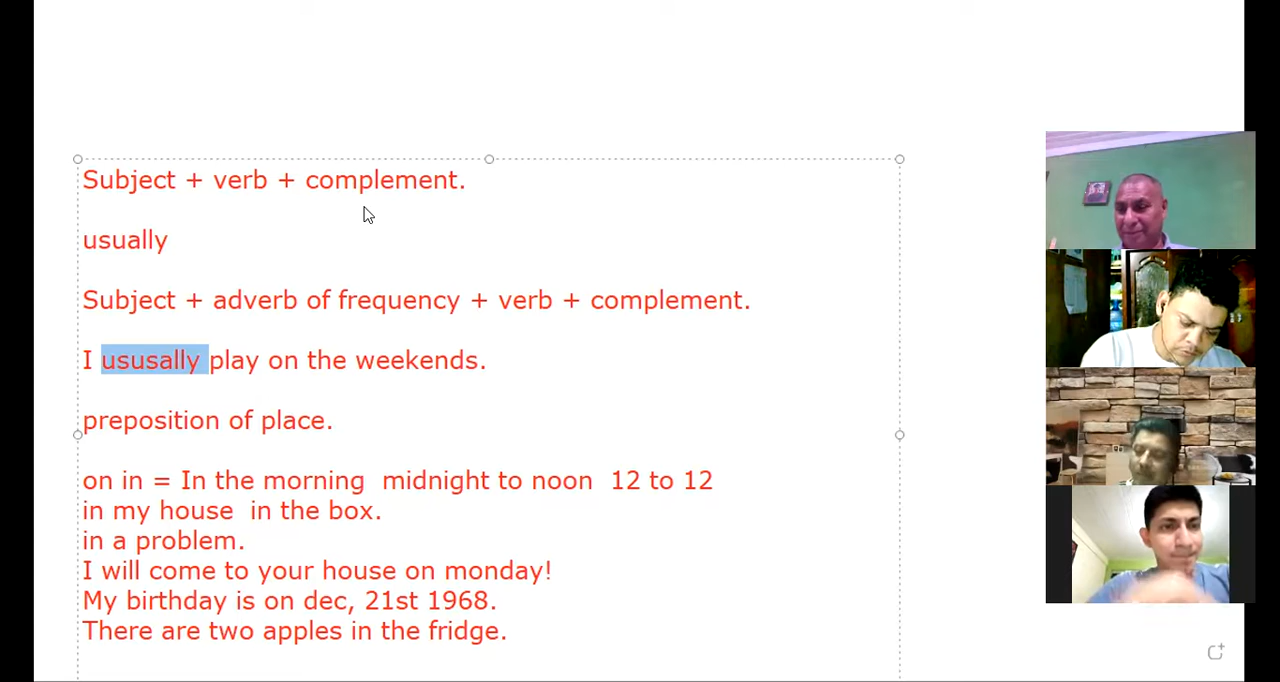 Subject + verb + complement.
usually
Subject + adverb of frequency + verb + complement.
I ususally play on the weekends.
preposition of place.
on in = In the morning  midnight to noon  12 to 12
in my house  in the box.
in a problem.
I will come to your house on monday!
My birthday is on dec, 21st 1968.
There are two apples in the fridge.